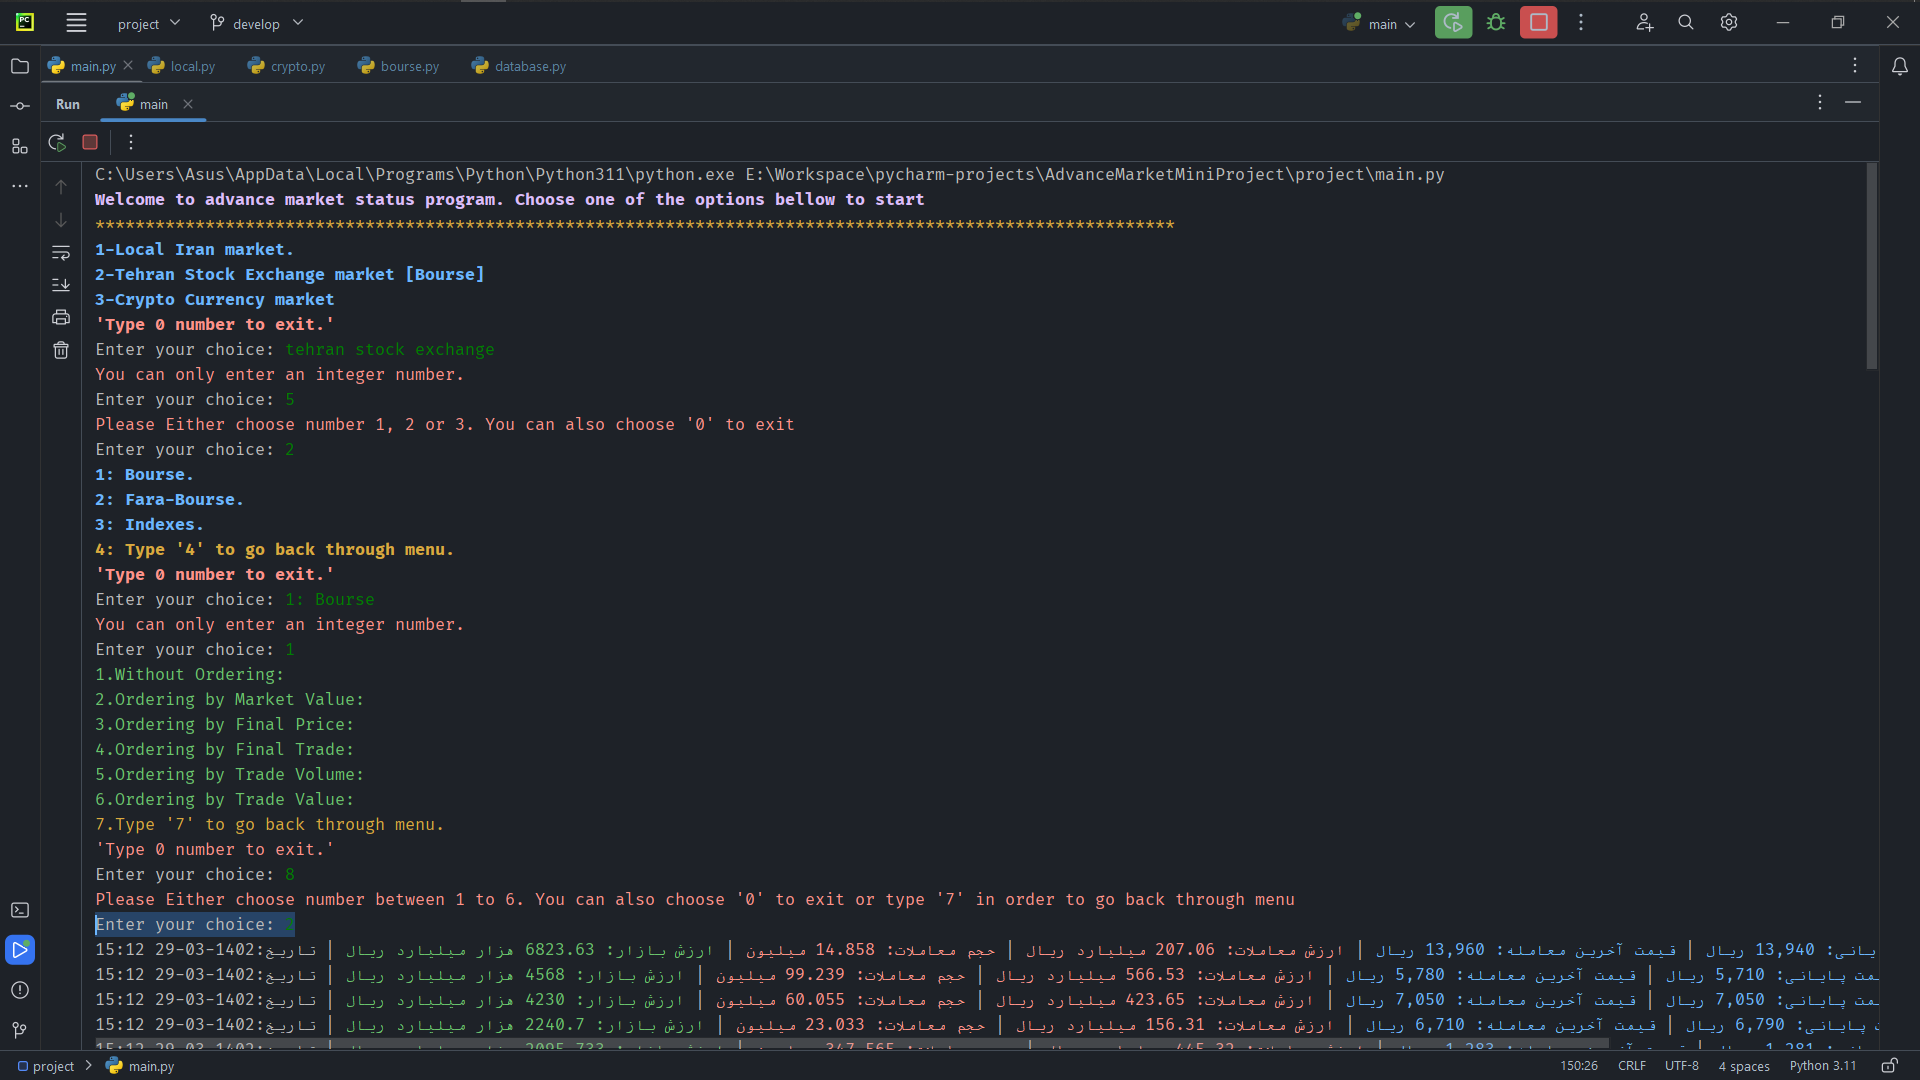 project
develop
main
main.py
local.py
crypto.py
bourse.py
database.py
Run
main
C:\Users\Asus\AppData\Local\Programs\Python\Python311\python.exe E:\Workspace\pycharm-projects\AdvanceMarketMiniProject\project\main.py
Welcome to advance market status program. Choose one of the options bellow to start
************************************************************************************************************
1-Local Iran market.
2-Tehran Stock Exchange market [Bourse]
3-Crypto Currency market
'Type 0 number to exit.'
Enter your choice: tehran stock exchange
You can only enter an integer number.
Enter your choice: 5
Please Either choose number 1, 2 or 3. You can also choose '0' to exit
Enter your choice: 2
1: Bourse.
2: Fara-Bourse.
3: Indexes.
4: Type '4' to go back through menu.
'Type 0 number to exit.'
Enter your choice: 1: Bourse
You can only enter an integer number.
Enter your choice: 1
1.Without Ordering:
2.Ordering by Market Value:
3.Ordering by Final Price:
4.Ordering by Final Trade:
5.Ordering by Trade Volume:
6.Ordering by Trade Value:
7.Type '7' to go back through menu.
'Type 0 number to exit.'
Enter your choice: 8
Please Either choose number between 1 to 6. You can also choose '0' to exit or type '7' in order to go back through menu
Enter your choice: 2
13,940 ریال | قیمت آخرین معامله: 13,960 ریال | ارزش معاملات: 207.06 میلیارد ریال | حجم معاملات: 14.858 میلیون | ارزش بازار: 6823.63 هزار میلیارد ریال | تاریخ:1402-03-29 15:12
پایانی: 5,710 ریال | قیمت آخرین معامله: 5,780 ریال | ارزش معاملات: 566.53 میلیارد ریال | حجم معاملات: 99.239 میلیون | ارزش بازار: 4568 هزار میلیارد ریال | تاریخ:1402-03-29 15:12
پایانی: 7,050 ریال | قیمت آخرین معامله: 7,050 ریال | ارزش معاملات: 423.65 میلیارد ریال | حجم معاملات: 60.055 میلیون | ارزش بازار: 4230 هزار میلیارد ریال | تاریخ:1402-03-29 15:12
پایانی: 6,790 ریال | قیمت آخرین معامله: 6,710 ریال | ارزش معاملات: 156.31 میلیارد ریال | حجم معاملات: 23.033 میلیون | ارزش بازار: 2240.7 هزار میلیارد ریال | تاریخ:1402-03-29 15:12
project
main.py
150:26
CRLF
UTF-8
4 spaces
Python 3.11